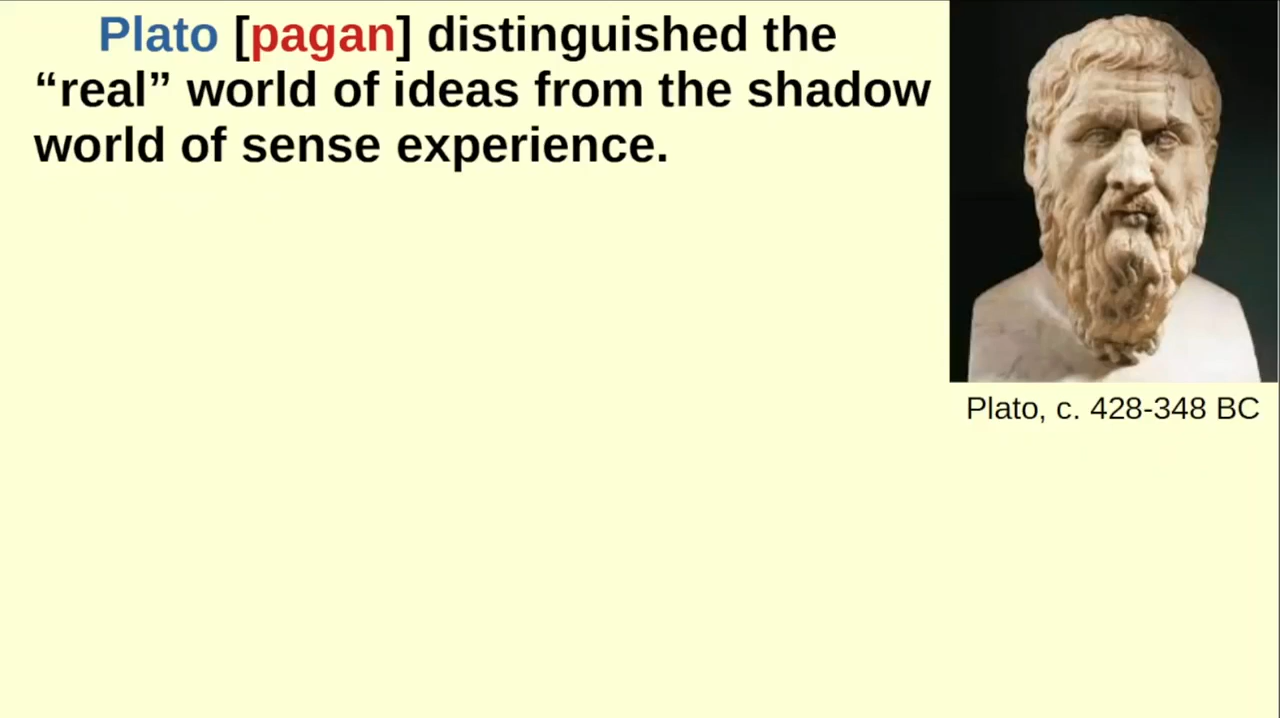 Plato [pagan] distinguished the
“real” world of ideas from the shadow
world of sense experience.
Plato, c. 428-348 BC